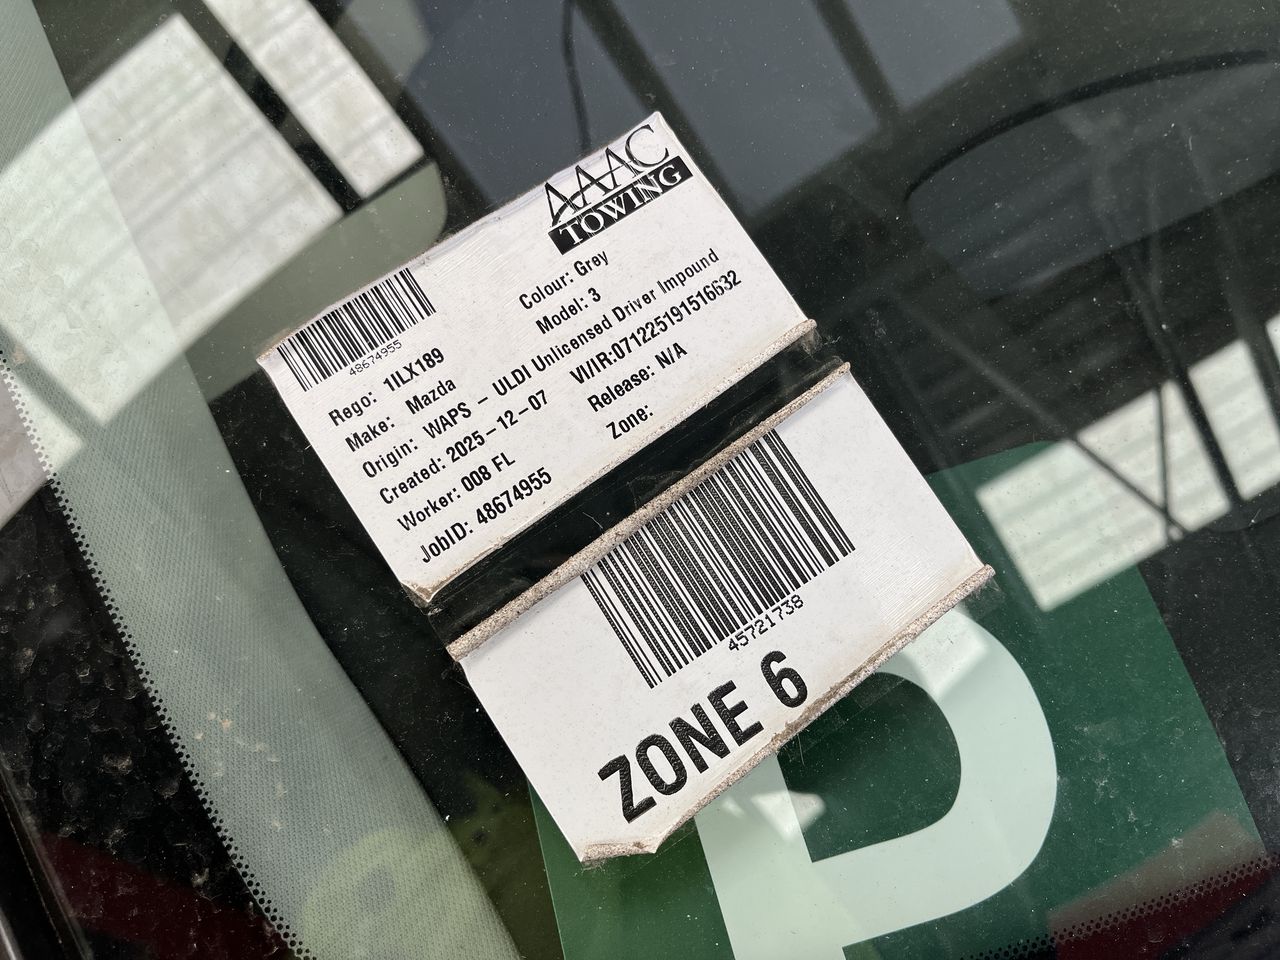 AAAC
TOWING
48674955
Rego: 1ILX189
Colour: Grey
Make: Mazda
Model: 3
Origin: WAPS - ULDI Unlicensed Driver Impound
Created: 2025-12-07
VI/IR:071225191516632
Worker: 008 FL
Release: N/A
JobID: 48674955
Zone:
45721738
ZONE 6
P